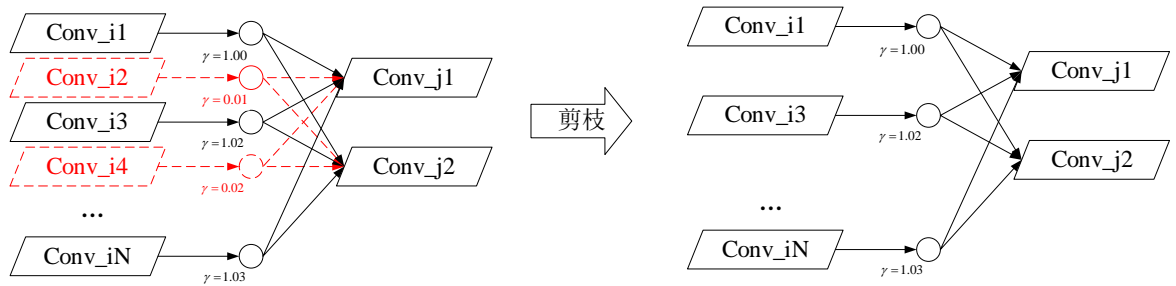 Conv_i1
γ=1.00
Conv_i2
γ=0.01
Conv_i3
γ=1.02
Conv_i4
γ=0.02
...
Conv_iN
γ=1.03
Conv_j1
Conv_j2
剪枝
Conv_i1
γ=1.00
Conv_i3
γ=1.02
...
Conv_iN
γ=1.03
Conv_j1
Conv_j2